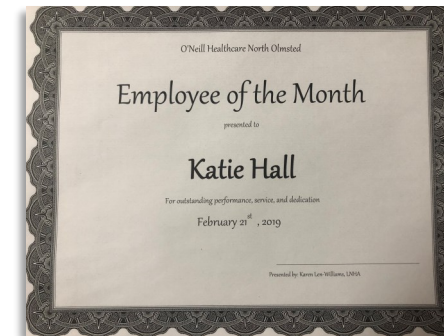 O'Neill Healthcare North Olmsted
Employee of the Month
presented to
Katie Hall
For outstanding performance, service, and dedication
February 21st, 2019
Presented by: Karen Lon Williams, LNHA